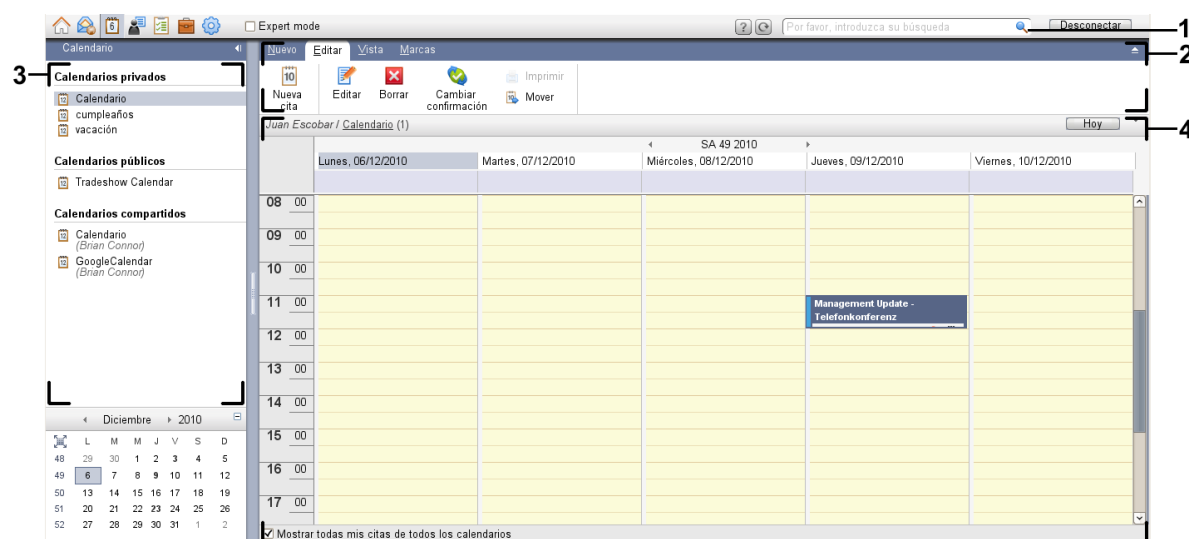 Expert mode
Por favor, introduzca su búsqueda
Desconectar
1
Calendario
Nuevo Editar Vista Marcas
2
3
Calendarios privados
Calendario
cumpleaños
vacación
Calendarios públicos
Tradeshow Calendar
Calendarios compartidos
Calendario
(Brian Connor)
GoogleCalendar
(Brian Connor)
Nueva cita
Editar
Borrar
Cambiar confirmación
Imprimir
Mover
Juan Escobar / Calendario (1)
Hoy
4
SA 49 2010
Lunes, 06/12/2010 Martes, 07/12/2010 Miércoles, 08/12/2010 Jueves, 09/12/2010 Viernes, 10/12/2010
08 00
09 00
10 00
11 00
Management Update -
Telefonkonferenz
12 00
13 00
14 00
15 00
16 00
17 00
Diciembre 2010
L M M J V S D
48 29 30 1 2 3 4 5
49 6 7 8 9 10 11 12
50 13 14 15 16 17 18 19
51 20 21 22 23 24 25 26
52 27 28 29 30 31 1 2
Mostrar todas mis citas de todos los calendarios